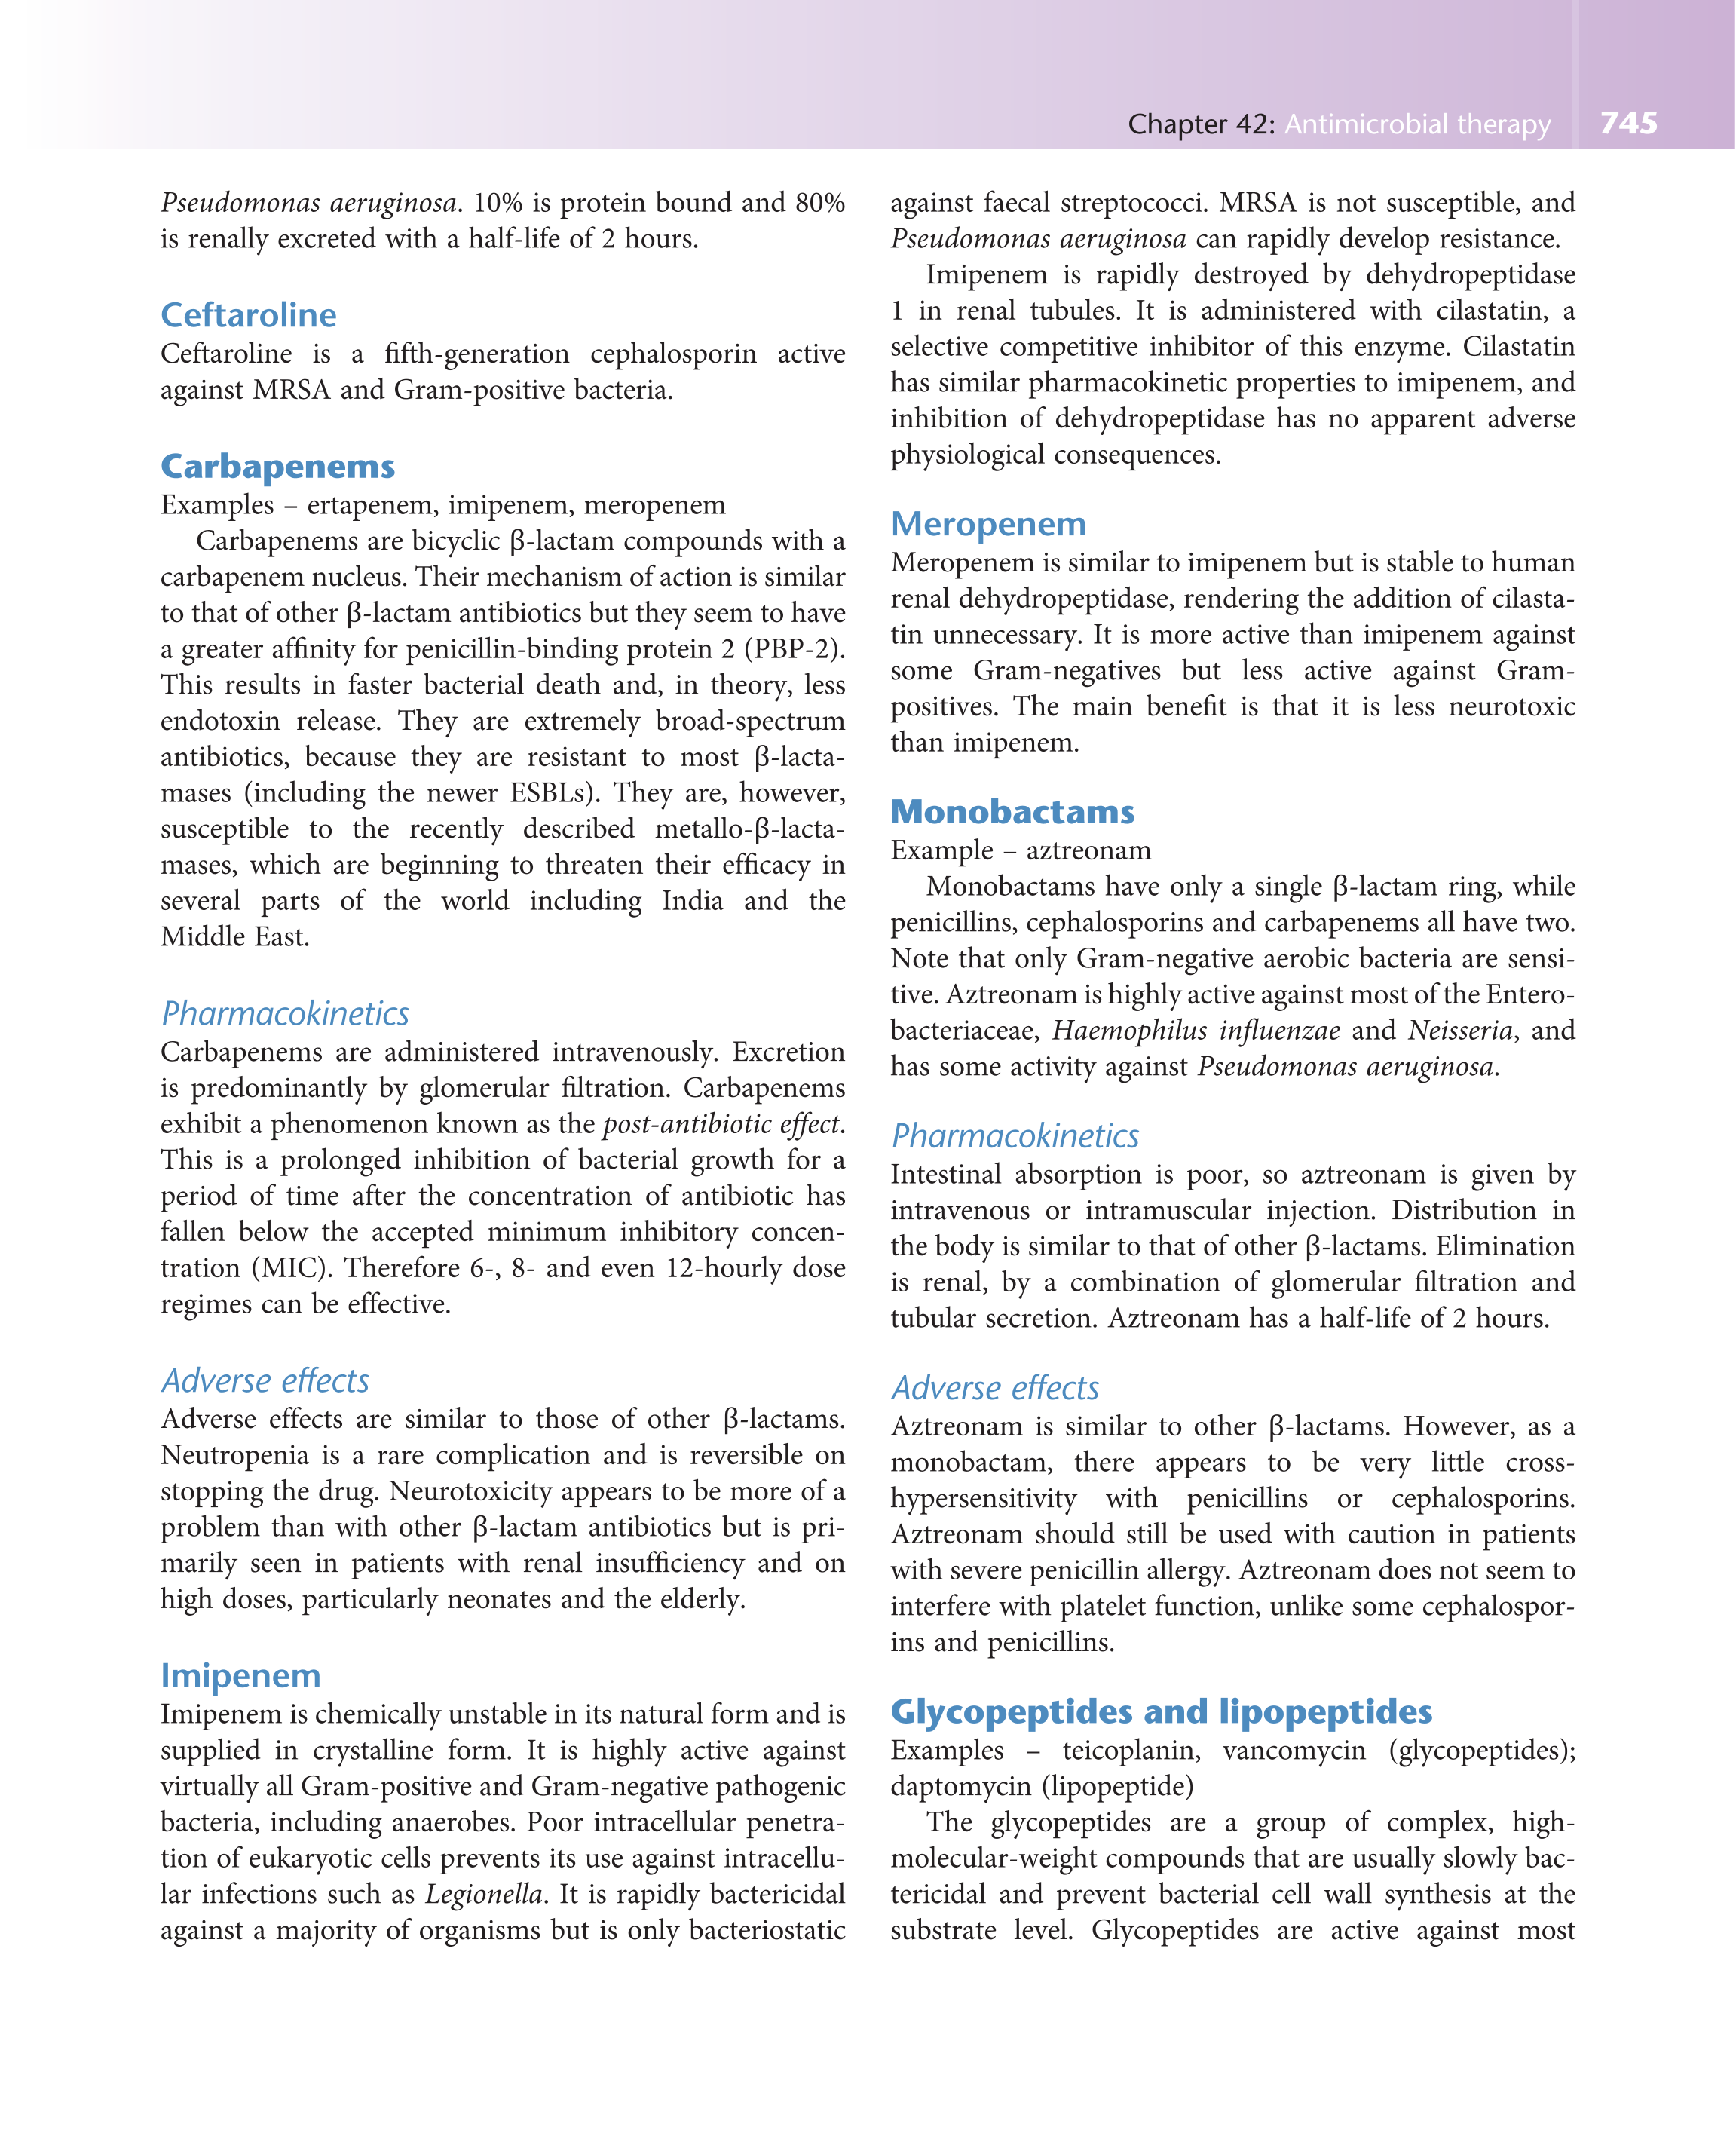 Chapter 42: Antimicrobial therapy 745
Pseudomonas aeruginosa. 10% is protein bound and 80%
is renally excreted with a half-life of 2 hours.
Ceftaroline
Ceftaroline is a fifth-generation cephalosporin active
against MRSA and Gram-positive bacteria.
Carbapenems
Examples – ertapenem, imipenem, meropenem
Carbapenems are bicyclic β-lactam compounds with a
carbapenem nucleus. Their mechanism of action is similar
to that of other β-lactam antibiotics but they seem to have
a greater affinity for penicillin-binding protein 2 (PBP-2).
This results in faster bacterial death and, in theory, less
endotoxin release. They are extremely broad-spectrum
antibiotics, because they are resistant to most β-lacta-
mases (including the newer ESBLs). They are, however,
susceptible to the recently described metallo-β-lacta-
mases, which are beginning to threaten their efficacy in
several parts of the world including India and the
Middle East.
Pharmacokinetics
Carbapenems are administered intravenously. Excretion
is predominantly by glomerular filtration. Carbapenems
exhibit a phenomenon known as the post-antibiotic effect.
This is a prolonged inhibition of bacterial growth for a
period of time after the concentration of antibiotic has
fallen below the accepted minimum inhibitory concen-
tration (MIC). Therefore 6-, 8- and even 12-hourly dose
regimes can be effective.
Adverse effects
Adverse effects are similar to those of other β-lactams.
Neutropenia is a rare complication and is reversible on
stopping the drug. Neurotoxicity appears to be more of a
problem than with other β-lactam antibiotics but is pri-
marily seen in patients with renal insufficiency and on
high doses, particularly neonates and the elderly.
Imipenem
Imipenem is chemically unstable in its natural form and is
supplied in crystalline form. It is highly active against
virtually all Gram-positive and Gram-negative pathogenic
bacteria, including anaerobes. Poor intracellular penetra-
tion of eukaryotic cells prevents its use against intracellu-
lar infections such as Legionella. It is rapidly bactericidal
against a majority of organisms but is only bacteriostatic
against faecal streptococci. MRSA is not susceptible, and
Pseudomonas aeruginosa can rapidly develop resistance.
Imipenem is rapidly destroyed by dehydropeptidase
1 in renal tubules. It is administered with cilastatin, a
selective competitive inhibitor of this enzyme. Cilastatin
has similar pharmacokinetic properties to imipenem, and
inhibition of dehydropeptidase has no apparent adverse
physiological consequences.
Meropenem
Meropenem is similar to imipenem but is stable to human
renal dehydropeptidase, rendering the addition of cilasta-
tin unnecessary. It is more active than imipenem against
some Gram-negatives but less active against Gram-
positives. The main benefit is that it is less neurotoxic
than imipenem.
Monobactams
Example – aztreonam
Monobactams have only a single β-lactam ring, while
penicillins, cephalosporins and carbapenems all have two.
Note that only Gram-negative aerobic bacteria are sensi-
tive. Aztreonam is highly active against most of the Entero-
bacteriaceae, Haemophilus influenzae and Neisseria, and
has some activity against Pseudomonas aeruginosa.
Pharmacokinetics
Intestinal absorption is poor, so aztreonam is given by
intravenous or intramuscular injection. Distribution in
the body is similar to that of other β-lactams. Elimination
is renal, by a combination of glomerular filtration and
tubular secretion. Aztreonam has a half-life of 2 hours.
Adverse effects
Aztreonam is similar to other β-lactams. However, as a
monobactam, there appears to be very little cross-
hypersensitivity with penicillins or cephalosporins.
Aztreonam should still be used with caution in patients
with severe penicillin allergy. Aztreonam does not seem to
interfere with platelet function, unlike some cephalospor-
ins and penicillins.
Glycopeptides and lipopeptides
Examples – teicoplanin, vancomycin (glycopeptides);
daptomycin (lipopeptide)
The glycopeptides are a group of complex, high-
molecular-weight compounds that are usually slowly bac-
tericidal and prevent bacterial cell wall synthesis at the
substrate level. Glycopeptides are active against most